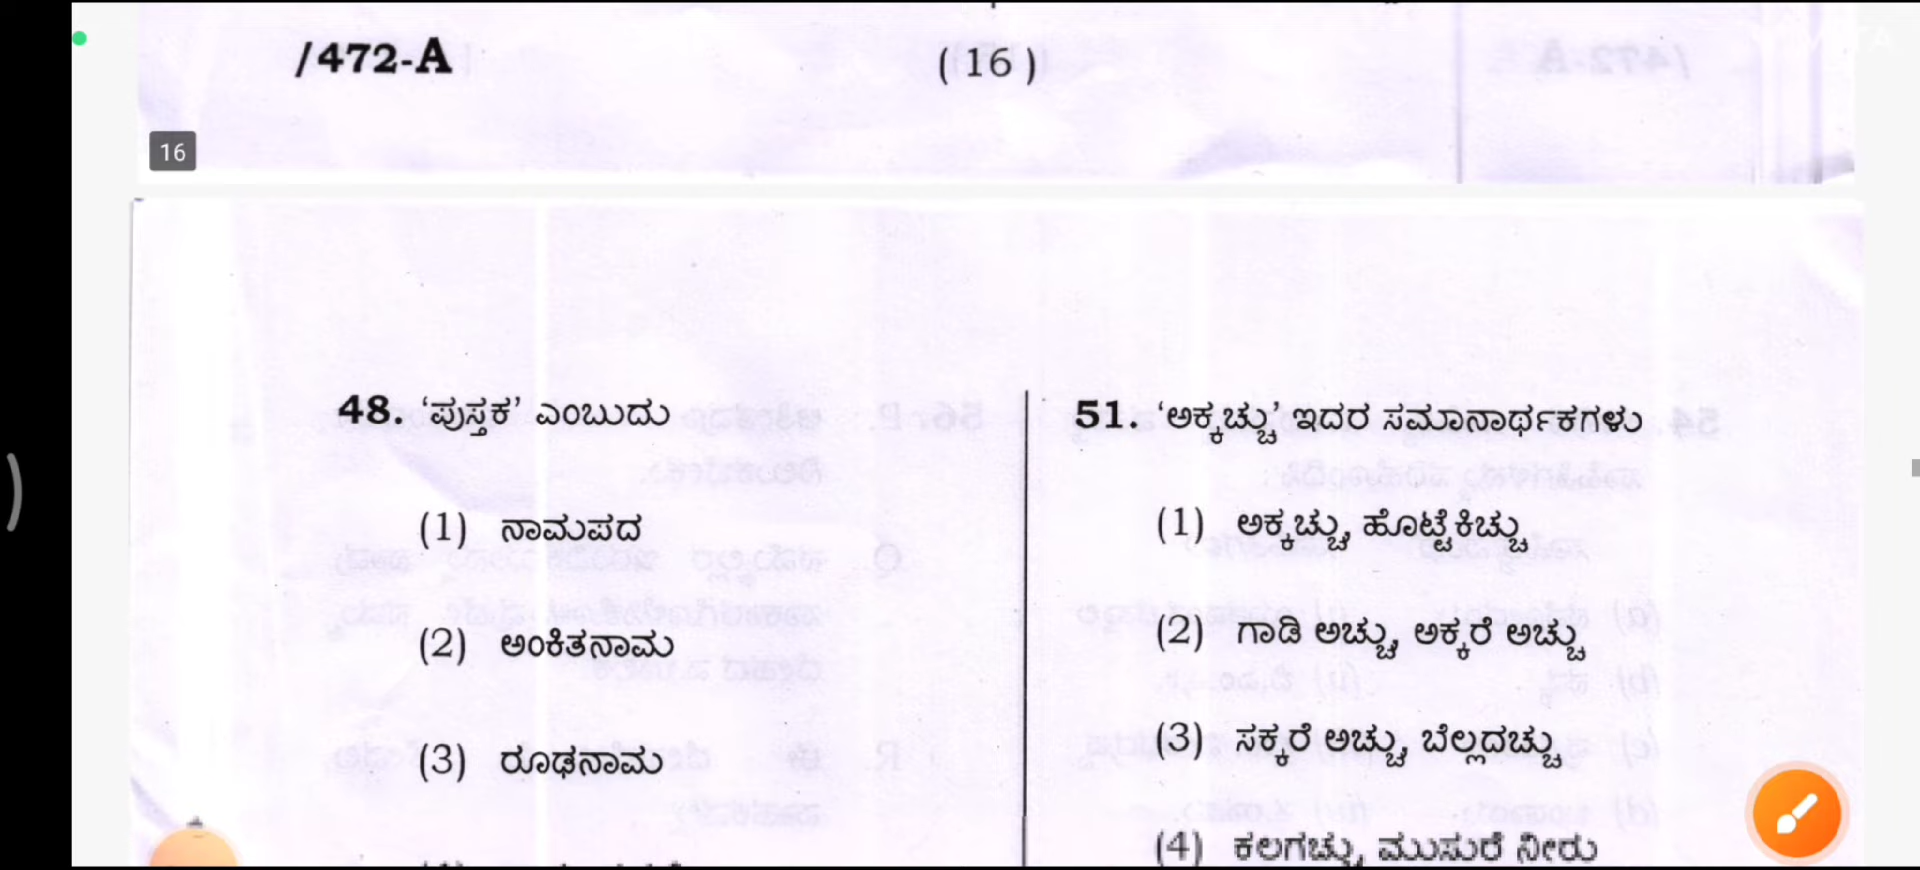 /472-A
(16)
16
48. ‘ಪುಸ್ತಕ’ ಎಂಬುದು
(1) ನಾಮಪದ
(2) ಅಂಕಿತನಾಮ
(3) ರೂಢನಾಮ
51. ‘ಅಕ್ಕಚ್ಚು’ ಇದರ ಸಮಾನಾರ್ಥಕಗಳು
(1) ಅಕ್ಕಚ್ಚು, ಹೊಟ್ಟೆಕಿಚ್ಚು
(2) ಗಾಡಿ ಅಚ್ಚು, ಅಕ್ಕರೆ ಅಚ್ಚು
(3) ಸಕ್ಕರೆ ಅಚ್ಚು, ಬೆಲ್ಲದಚ್ಚು
(4) ಕಲಗಚ್ಚು, ಮುಸುರೆ ನೀರು